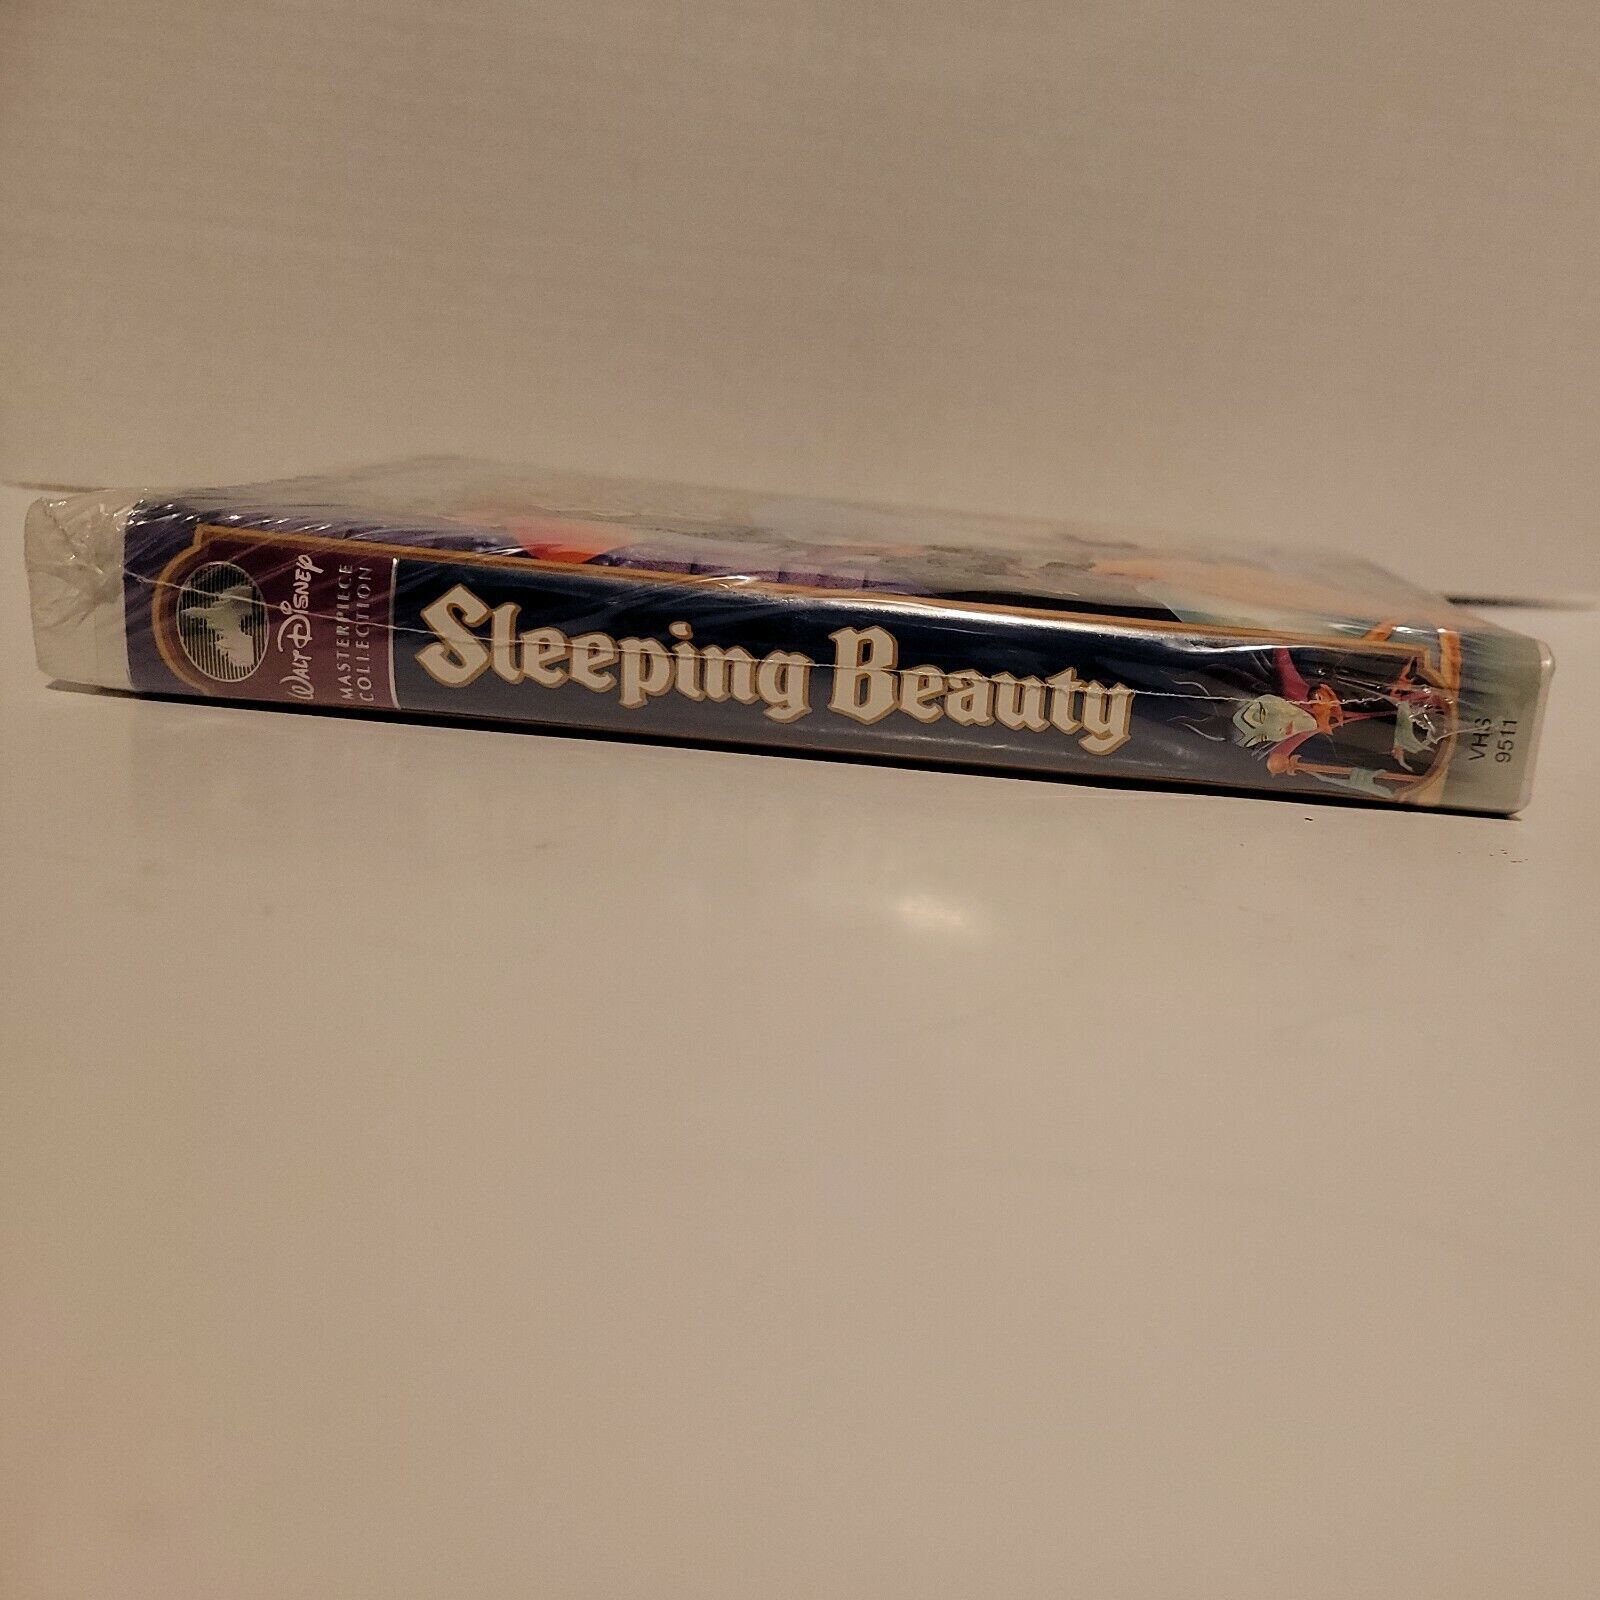 WALT DISNEY
MASTERPIECE
COLLECTION
Sleeping Beauty
VHS
9511